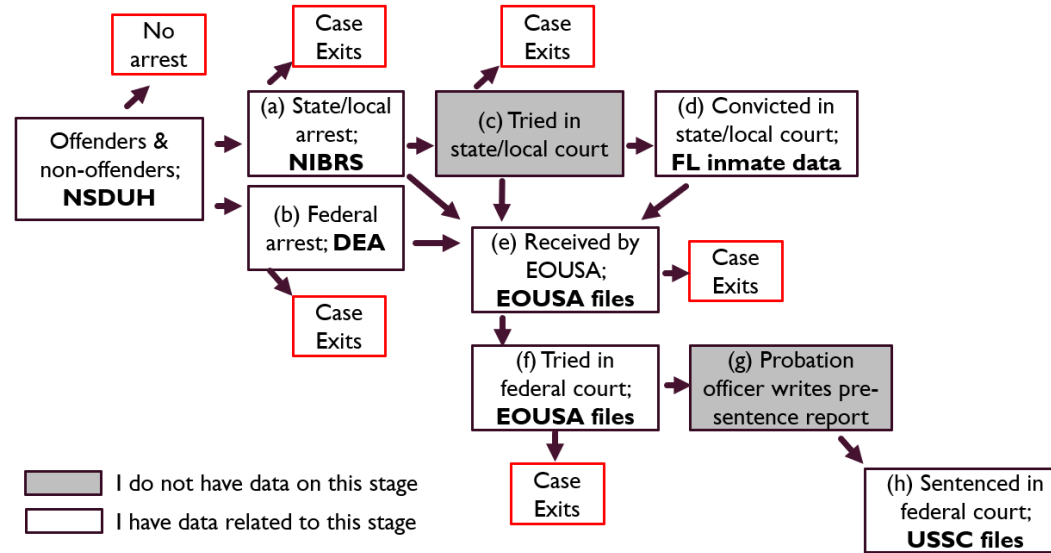 No
arrest
Case
Exits
Case
Exits
Offenders &
non-offenders;
NSDUH
(a) State/local
arrest;
NIBRS
(c) Tried in
state/local court
(d) Convicted in
state/local court;
FL inmate data
(b) Federal
arrest; DEA
(e) Received by
EOUSA;
EOUSA files
Case
Exits
Case
Exits
(f) Tried in
federal court;
EOUSA files
(g) Probation
officer writes pre-
sentence report
Case
Exits
(h) Sentenced in
federal court;
USSC files
I do not have data on this stage
I have data related to this stage